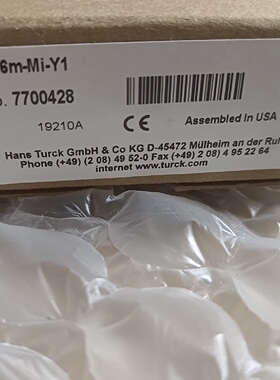 6m-Mi-Y1
. 7700428
19210A
CE
Assembled In USA
Hans Turck GmbH & Co KG D-45472 Mülheim an der Ruh
Phone (+49) (2 08) 49 52-0 Fax (+49) (2 08) 4 95 22 64
internet www.turck.com